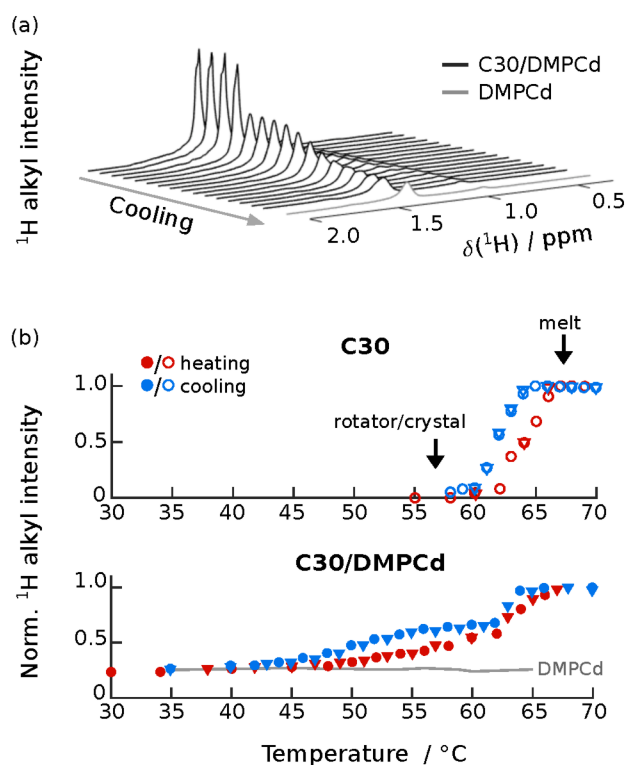 (a)
¹H alkyl intensity
C30/DMPCd
DMPCd
Cooling
2.0 1.5 1.0 0.5
δ(¹H) / ppm
(b)
C30
melt
●/○ heating
●/○ cooling
rotator/crystal
1.0
0.5
0
30 35 40 45 50 55 60 65 70
Norm. ¹H alkyl intensity
C30/DMPCd
1.0
0.5
0
DMPCd
30 35 40 45 50 55 60 65 70
Temperature / °C